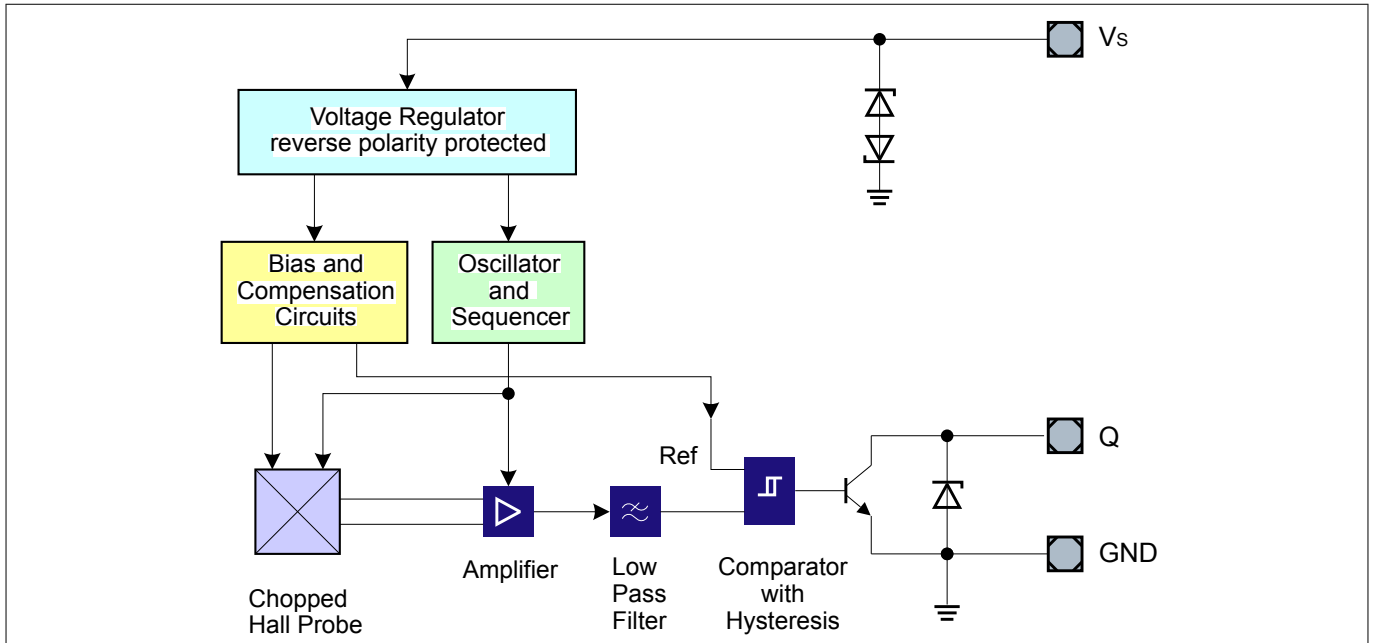 Vs
Voltage Regulator
reverse polarity protected
Bias and
Compensation
Circuits
Oscillator
and
Sequencer
Ref
Q
GND
Amplifier
Low
Pass
Filter
Comparator
with
Hysteresis
Chopped
Hall Probe